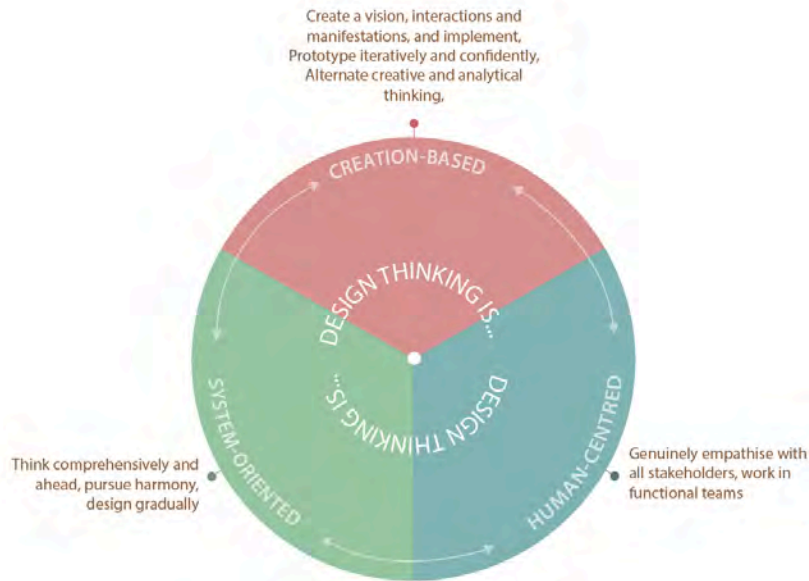 Create a vision, interactions and
manifestations, and implement,
Prototype iteratively and confidently,
Alternate creative and analytical
thinking,
CREATION-BASED
DESIGN THINKING IS...
DESIGN THINKING IS...
SYSTEM-ORIENTED
HUMAN-CENTRED
Think comprehensively and
ahead, pursue harmony,
design gradually
Genuinely empathise with
all stakeholders, work in
functional teams